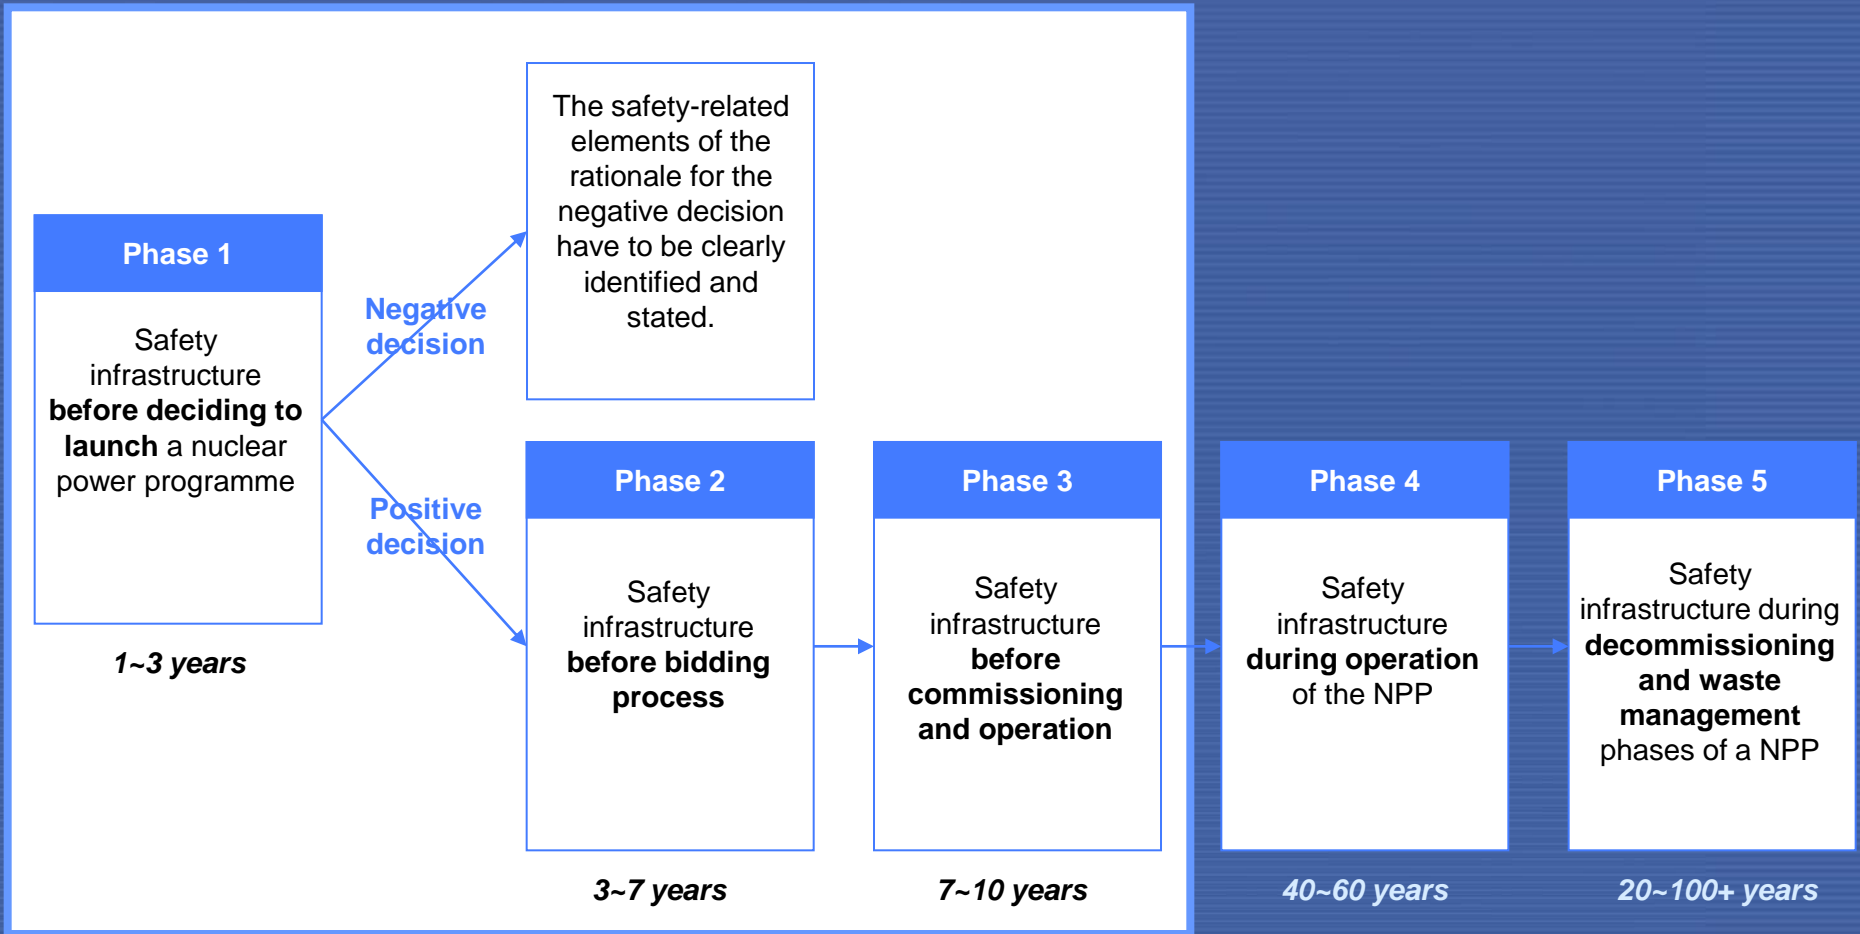 Phase 1
Safety
infrastructure
before deciding to
launch a nuclear
power programme
1~3 years
Negative
decision
Positive
decision
The safety-related
elements of the
rationale for the
negative decision
have to be clearly
identified and
stated.
Phase 2
Safety
infrastructure
before bidding
process
3~7 years
Phase 3
Safety
infrastructure
before
commissioning
and operation
7~10 years
Phase 4
Safety
infrastructure
during operation
of the NPP
40~60 years
Phase 5
Safety
infrastructure during
decommissioning
and waste
management
phases of a NPP
20~100+ years